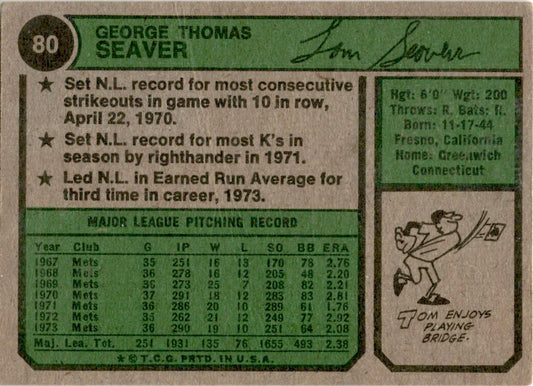 80
GEORGE THOMAS
SEAVER
Tom Seaver
★ Set N.L. record for most consecutive
strikeouts in game with 10 in row,
April 22, 1970.
★ Set N.L. record for most K's in
season by righthander in 1971.
★ Led N.L. in Earned Run Average for
third time in career, 1973.
Hgt: 6'0" Wgt: 200
Throws: R. Bats: R.
Born: 11-17-44
Fresno, California
Home: Greenwich
Connecticut
MAJOR LEAGUE PITCHING RECORD
Year Club G IP W L SO BB ERA
1967 Mets 35 251 16 13 170 78 2.76
1968 Mets 36 278 16 12 205 48 2.20
1969 Mets 36 273 25 7 208 82 2.21
1970 Mets 37 291 18 12 283 83 2.81
1971 Mets 36 286 20 10 289 61 1.76
1972 Mets 35 262 21 12 249 77 2.92
1973 Mets 36 290 19 10 251 64 2.08
Maj. Lea. Tot. 251 1931 135 76 1655 493 2.38
★ © T.C.G. PRTD. IN U.S.A.
TOM ENJOYS
PLAYING
BRIDGE.